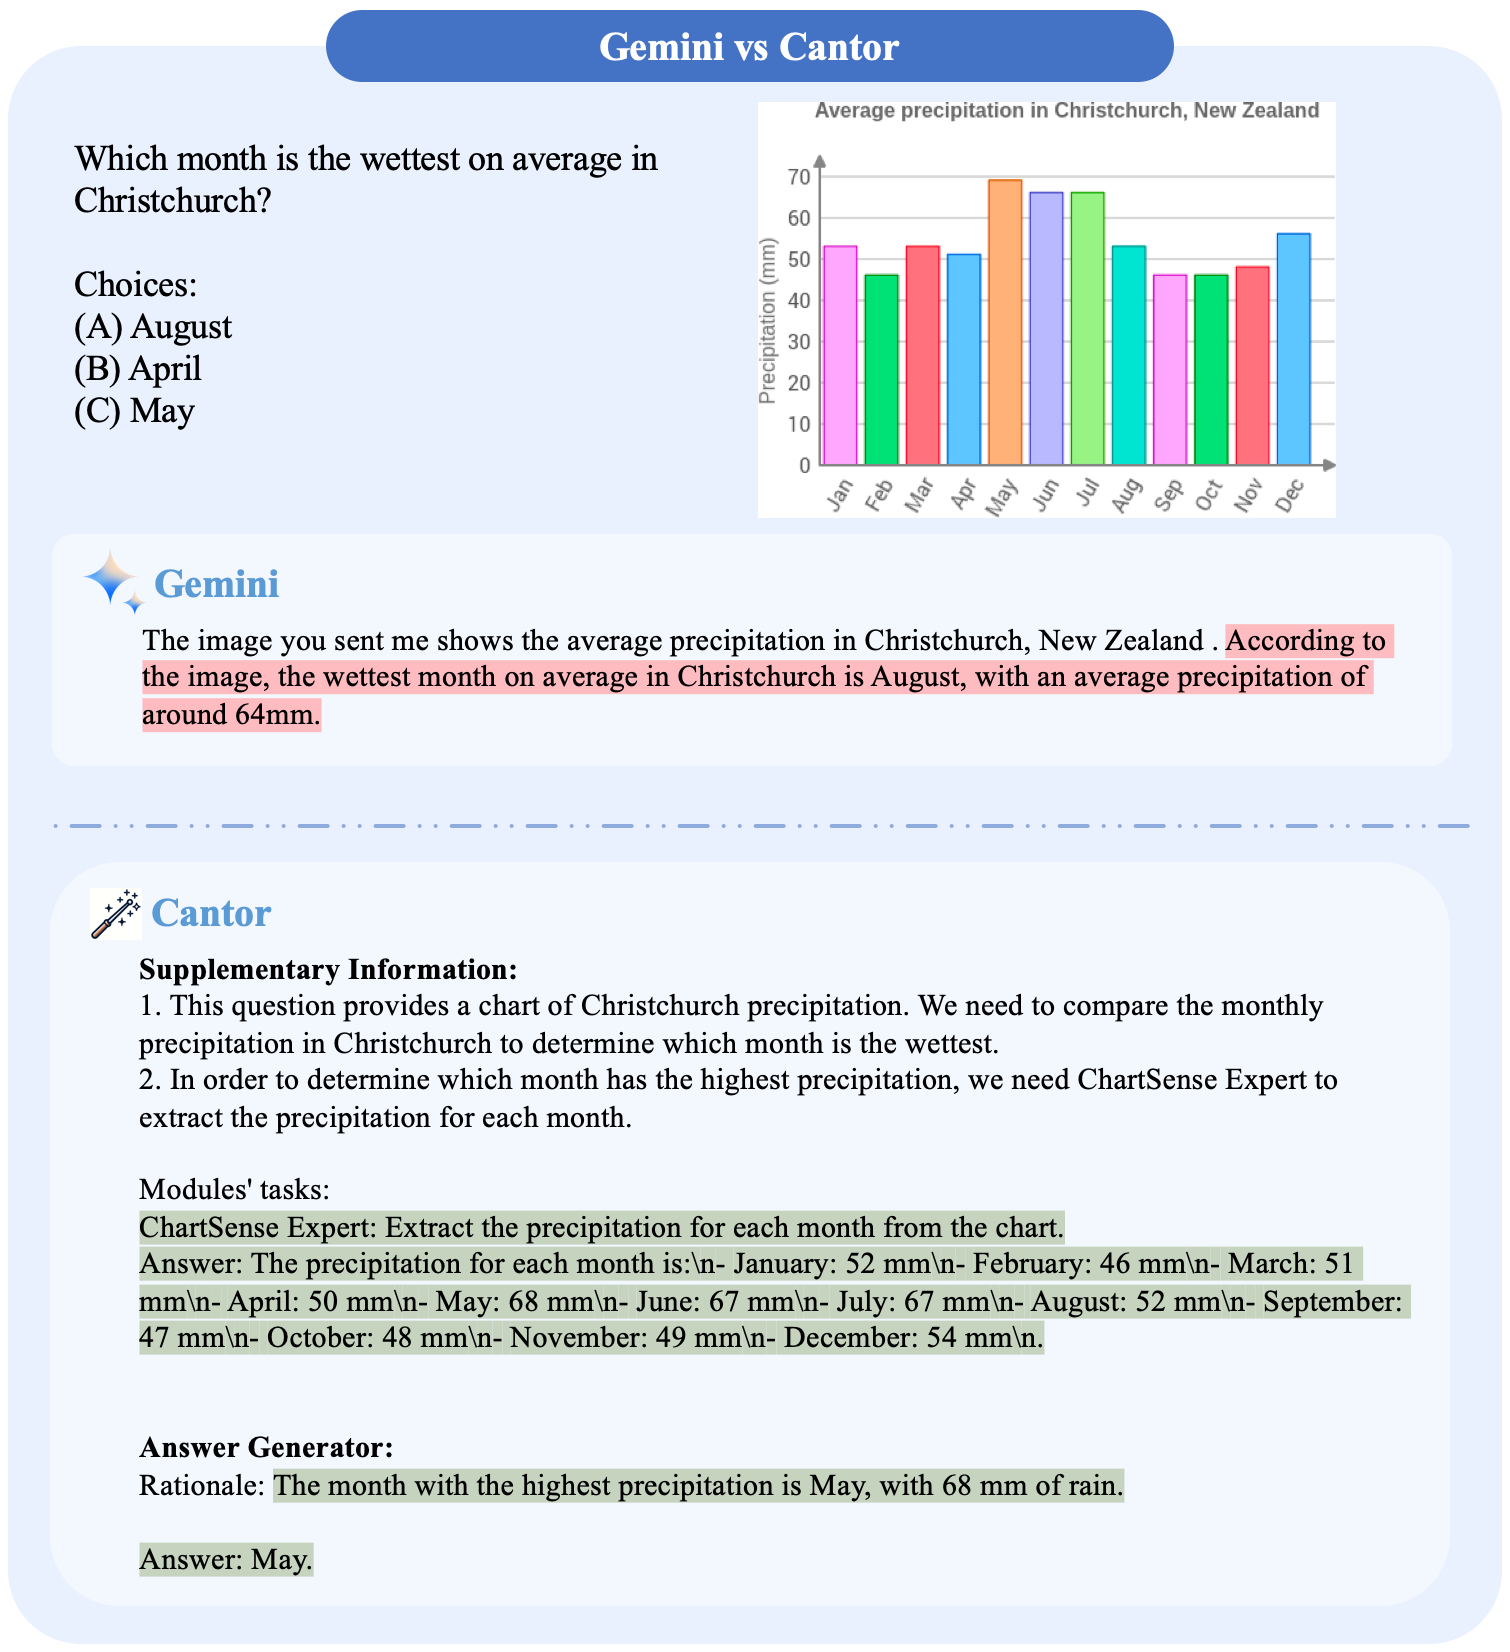 Gemini vs Cantor
Which month is the wettest on average in
Christchurch?
Choices:
(A) August
(B) April
(C) May
Average precipitation in Christchurch, New Zealand
Precipitation (mm)
70
60
50
40
30
20
10
0
Jan
Feb
Mar
Apr
May
Jun
Jul
Aug
Sep
Oct
Nov
Dec
Gemini
The image you sent me shows the average precipitation in Christchurch, New Zealand . According to
the image, the wettest month on average in Christchurch is August, with an average precipitation of
around 64mm.
Cantor
Supplementary Information:
1. This question provides a chart of Christchurch precipitation. We need to compare the monthly
precipitation in Christchurch to determine which month is the wettest.
2. In order to determine which month has the highest precipitation, we need ChartSense Expert to
extract the precipitation for each month.
Modules' tasks:
ChartSense Expert: Extract the precipitation for each month from the chart.
Answer: The precipitation for each month is:\n- January: 52 mm\n- February: 46 mm\n- March: 51
mm\n- April: 50 mm\n- May: 68 mm\n- June: 67 mm\n- July: 67 mm\n- August: 52 mm\n- September:
47 mm\n- October: 48 mm\n- November: 49 mm\n- December: 54 mm\n.
Answer Generator:
Rationale: The month with the highest precipitation is May, with 68 mm of rain.
Answer: May.